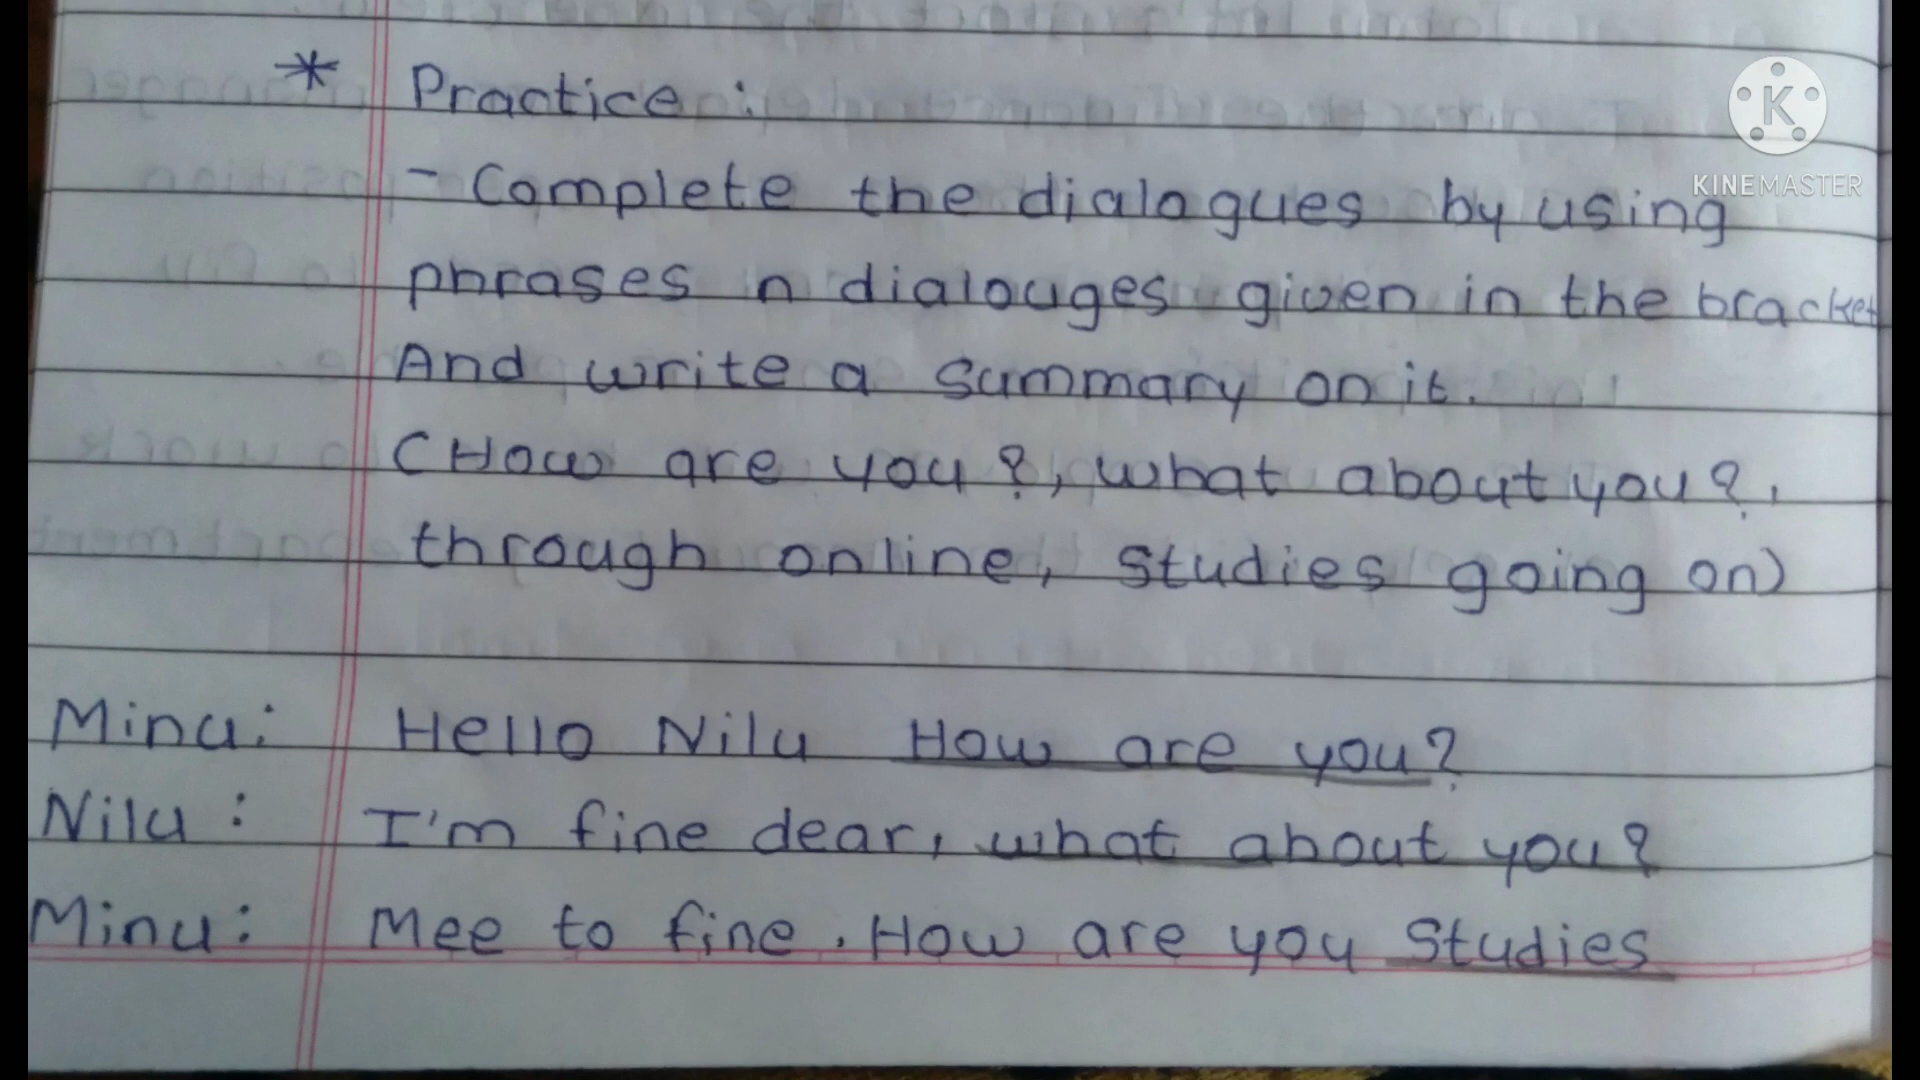 * Practice :
- Complete the dialogues by using
phrases n dialouges given in the bracket
And write a summary on it.
(How are you?, what about you?,
through online, Studies going on)
Minu: Hello Nilu How are you?
Nilu: I'm fine dear, what about you?
Minu: Mee to fine. How are you Studies
K
KINEMASTER